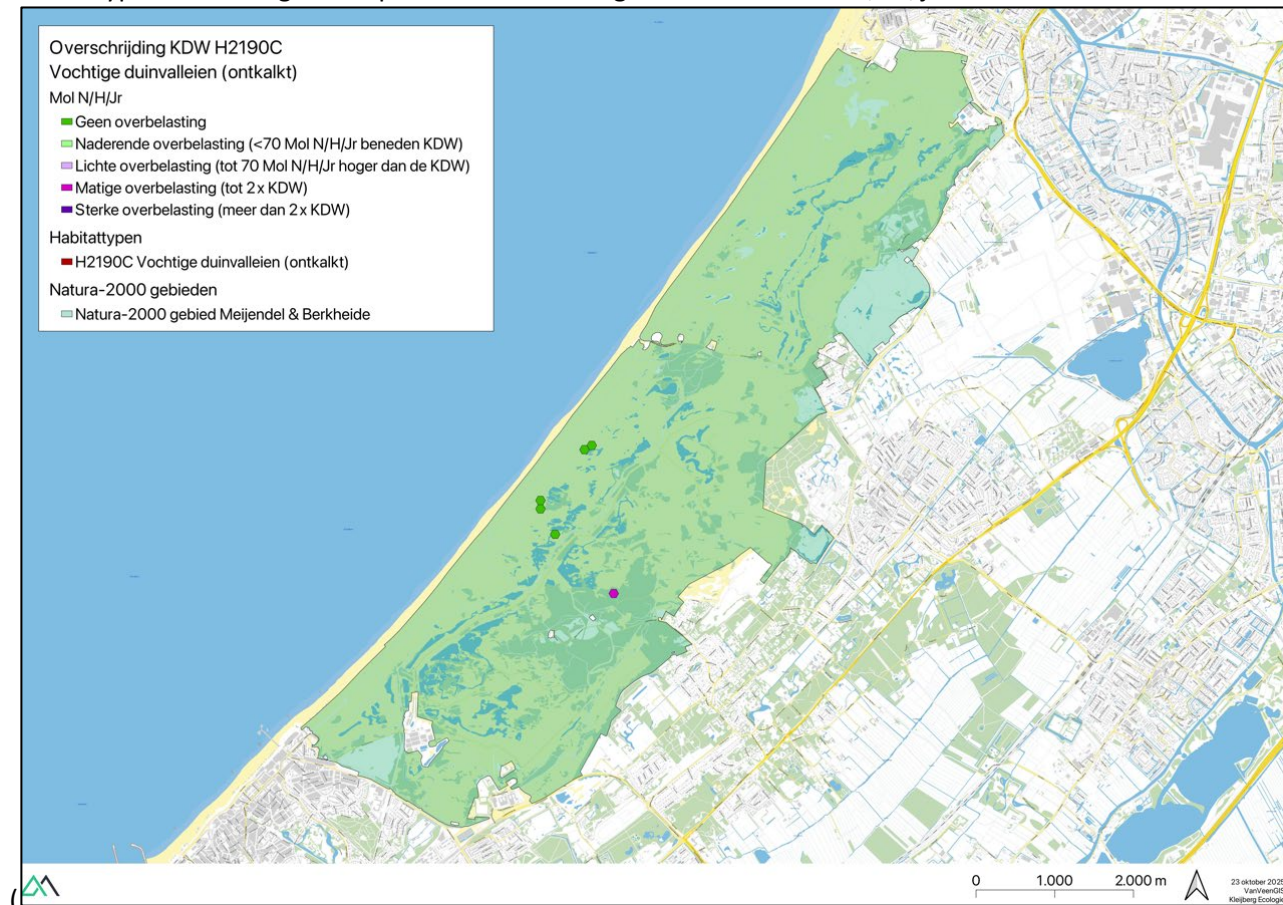 Overschrijding KDW H2190C
Vochtige duinvalleien (ontkalkt)
Mol N/H/Jr
Geen overbelasting
Naderende overbelasting (<70 Mol N/H/Jr beneden KDW)
Lichte overbelasting (tot 70 Mol N/H/Jr hoger dan de KDW)
Matige overbelasting (tot 2x KDW)
Sterke overbelasting (meer dan 2x KDW)
Habitattypen
H2190C Vochtige duinvalleien (ontkalkt)
Natura-2000 gebieden
Natura-2000 gebied Meijendel & Berkheide
(
0 1.000 2.000 m
23 oktober 2025
VanVeenGIS
Kleijberg Ecologie